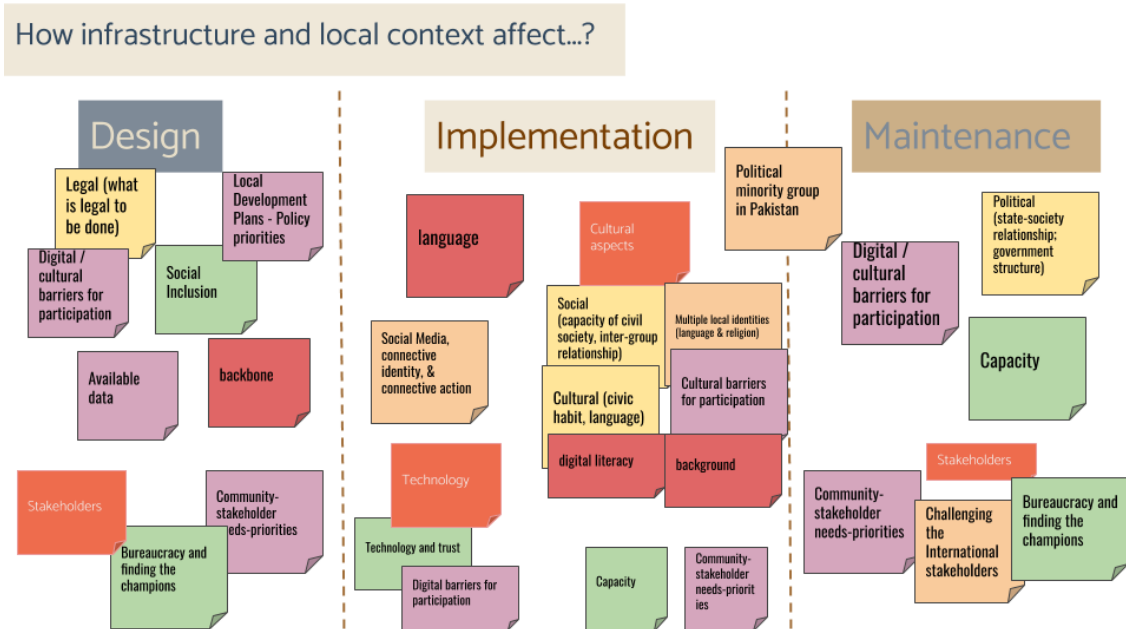 How infrastructure and local context affect...?
Design
Legal (what
is legal to
be done)
Local
Development
Plans - Policy
priorities
Digital /
cultural
barriers for
participation
Social
Inclusion
Available
data
backbone
Stakeholders
Community-
stakeholder
eds-priorities
Bureaucracy and
finding the
champions
Implementation
language
Cultural
aspects
Political
minority group
in Pakistan
Social
(capacity of civil
society, inter-group
relationship)
Multiple local identities
(language & religion)
Social Media,
connective
identity, &
connective action
Cultural (civic
habit, language)
Cultural barriers
for participation
digital literacy
background
Technology
Technology and trust
Digital barriers for
participation
Capacity
Community-
stakeholder
needs-priorit
ies
Maintenance
Political
(state-society
relationship;
government
structure)
Digital /
cultural
barriers for
participation
Capacity
Stakeholders
Community-
stakeholder
needs-priorities
Challenging
the
International
stakeholders
Bureaucracy and
finding the
champions